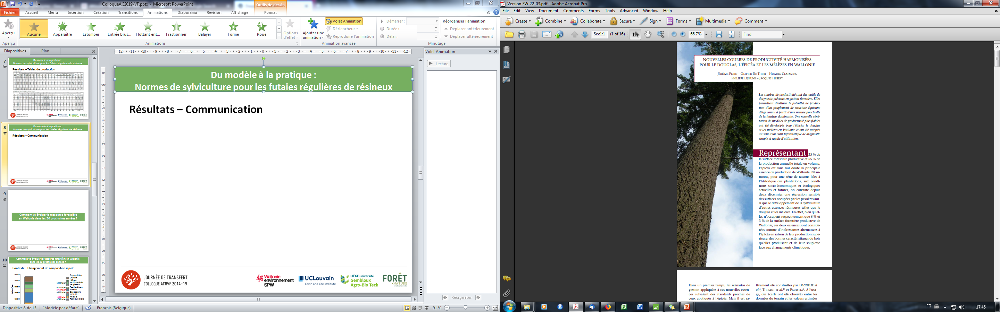 ColloqueAC2019-VF.pptx - Microsoft PowerPoint
Outils de dessin
Fichier Accueil Menu Insertion Création Transitions Animations Diaporama Révision Affichage Format
Aperçu
Aucune Apparaître Estomper Entrée brus... Flottant ent... Fractionner Balayer Forme Roue
Options d'effet
Ajouter une animation
Volet Animation
Déclencheur
Reproduire l'animation
Démarrer :
Durée :
Délai :
Réorganiser l'animation
Déplacer antérieurement
Déplacer ultérieurement
Aperçu Animations Animation avancée Minutage
Diapositives Plan
7
Du modèle à la pratique :
Normes de sylviculture pour les futaies régulières de résineux
Résultats – Tables de production
8
Du modèle à la pratique :
Normes de sylviculture pour les futaies régulières de résineux
Résultats – Communication
9
Comment va évoluer la ressource forestière
en Wallonie dans les 30 prochaines années ?
10
Comment va évoluer la ressource forestière en Wallonie
dans les 30 prochaines années ?
Contexte – Changement de composition rapide
Composition
Du modèle à la pratique :
Normes de sylviculture pour les futaies régulières de résineux
Résultats – Communication
JOURNÉE DE TRANSFERT
COLLOQUE ACRVF 2014-19
Wallonie
environnement
SPW
UCLouvain
Earth and Life Institute
LIÈGE université
Gembloux
Agro-Bio Tech
FORÊT
• NATURE
Volet Animation
Lecture
Réorganiser
Diapositive 8 de 15 "Modèle par défaut" Français (Belgique) 91 %
Version FW 22-03.pdf - Adobe Acrobat Pro
File Edit View Document Comments Forms Tools Advanced Window Help
Create Combine Collaborate Secure Sign Forms Multimedia Comment
Sec1:1 (1 of 16) 66.7% Find
NOUVELLES COURBES DE PRODUCTIVITÉ HARMONISÉES
POUR LE DOUGLAS, L'ÉPICÉA ET LES MÉLÈZES EN WALLONIE
JÉRÔME PERIN – OLIVIER DE THIER – HUGUES CLAESSENS
PHILIPPE LEJEUNE – JACQUES HÉBERT
Les courbes de productivité sont des outils de
diagnostic précieux en gestion forestière. Elles
permettent d'estimer le potentiel de produc-
tion d'un peuplement de structure équienne
d'âge connu à partir d'une mesure ponctuelle
de la hauteur dominante. Une nouvelle géné-
ration de modèles de productivité plus fiables
ont été développés pour l'épicéa, le douglas
et les mélèzes en Wallonie et ont été intégrés
au sein d'un outil informatique de diagnostic
simple et rapide d'utilisation.
Représentant 35 % de
la surface forestière productive et 55 % de
la production annuelle totale en volume,
l'épicéa est sans nul doute la principale
essence de production de Wallonie. Néan-
moins, pour une série de raisons liées à
l'historique des plantations, aux condi-
tions socio-économiques et écologiques
actuelles et futures, on constate depuis
deux décennies une régression sensible
des surfaces occupées par les pessières ain-
si que le développement de la sylviculture
d'autres essences résineuses telles que le
douglas et les mélèzes. En effet, bien qu'el-
les n'occupent respectivement que 6 % et
3 % de la surface forestière productive de
Wallonie, ces deux essences sont considé-
rées comme d'intéressantes alternatives à
l'épicéa en raison de leur production supé-
rieure, des bonnes caractéristiques du bois
qu'elles produisent et de leur souplesse
face aux changements climatiques.
Dans un premier temps, les scénarios de
gestion appliquées à ces nouvelles essen-
ces suivaient des standards proches de
ceux appliqués à l'épicéa. Mais il est ra-
tivement été construites par DAGNELIE et
al.⁴, THIBAUT et al.³⁰ et PAUWELS⁶. À l'usa-
ge, des écarts ont été observés entre les
données du terrain et les valeurs estimées
FR 17:45